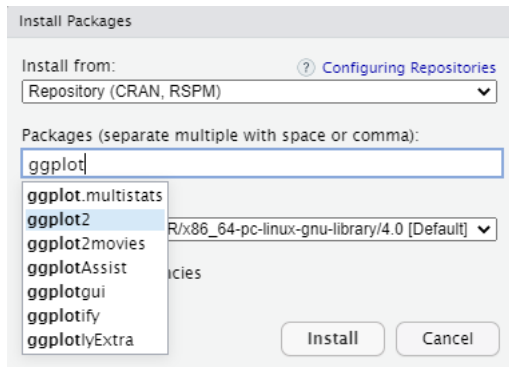 Install Packages
Install from:
? Configuring Repositories
Repository (CRAN, RSPM)
Packages (separate multiple with space or comma):
ggplot
ggplot.multistats
ggplot2
R/x86_64-pc-linux-gnu-library/4.0 [Default]
ggplot2movies
ggplotAssist
ggplotgui
ggplotify
ggplotlyExtra
Install
Cancel